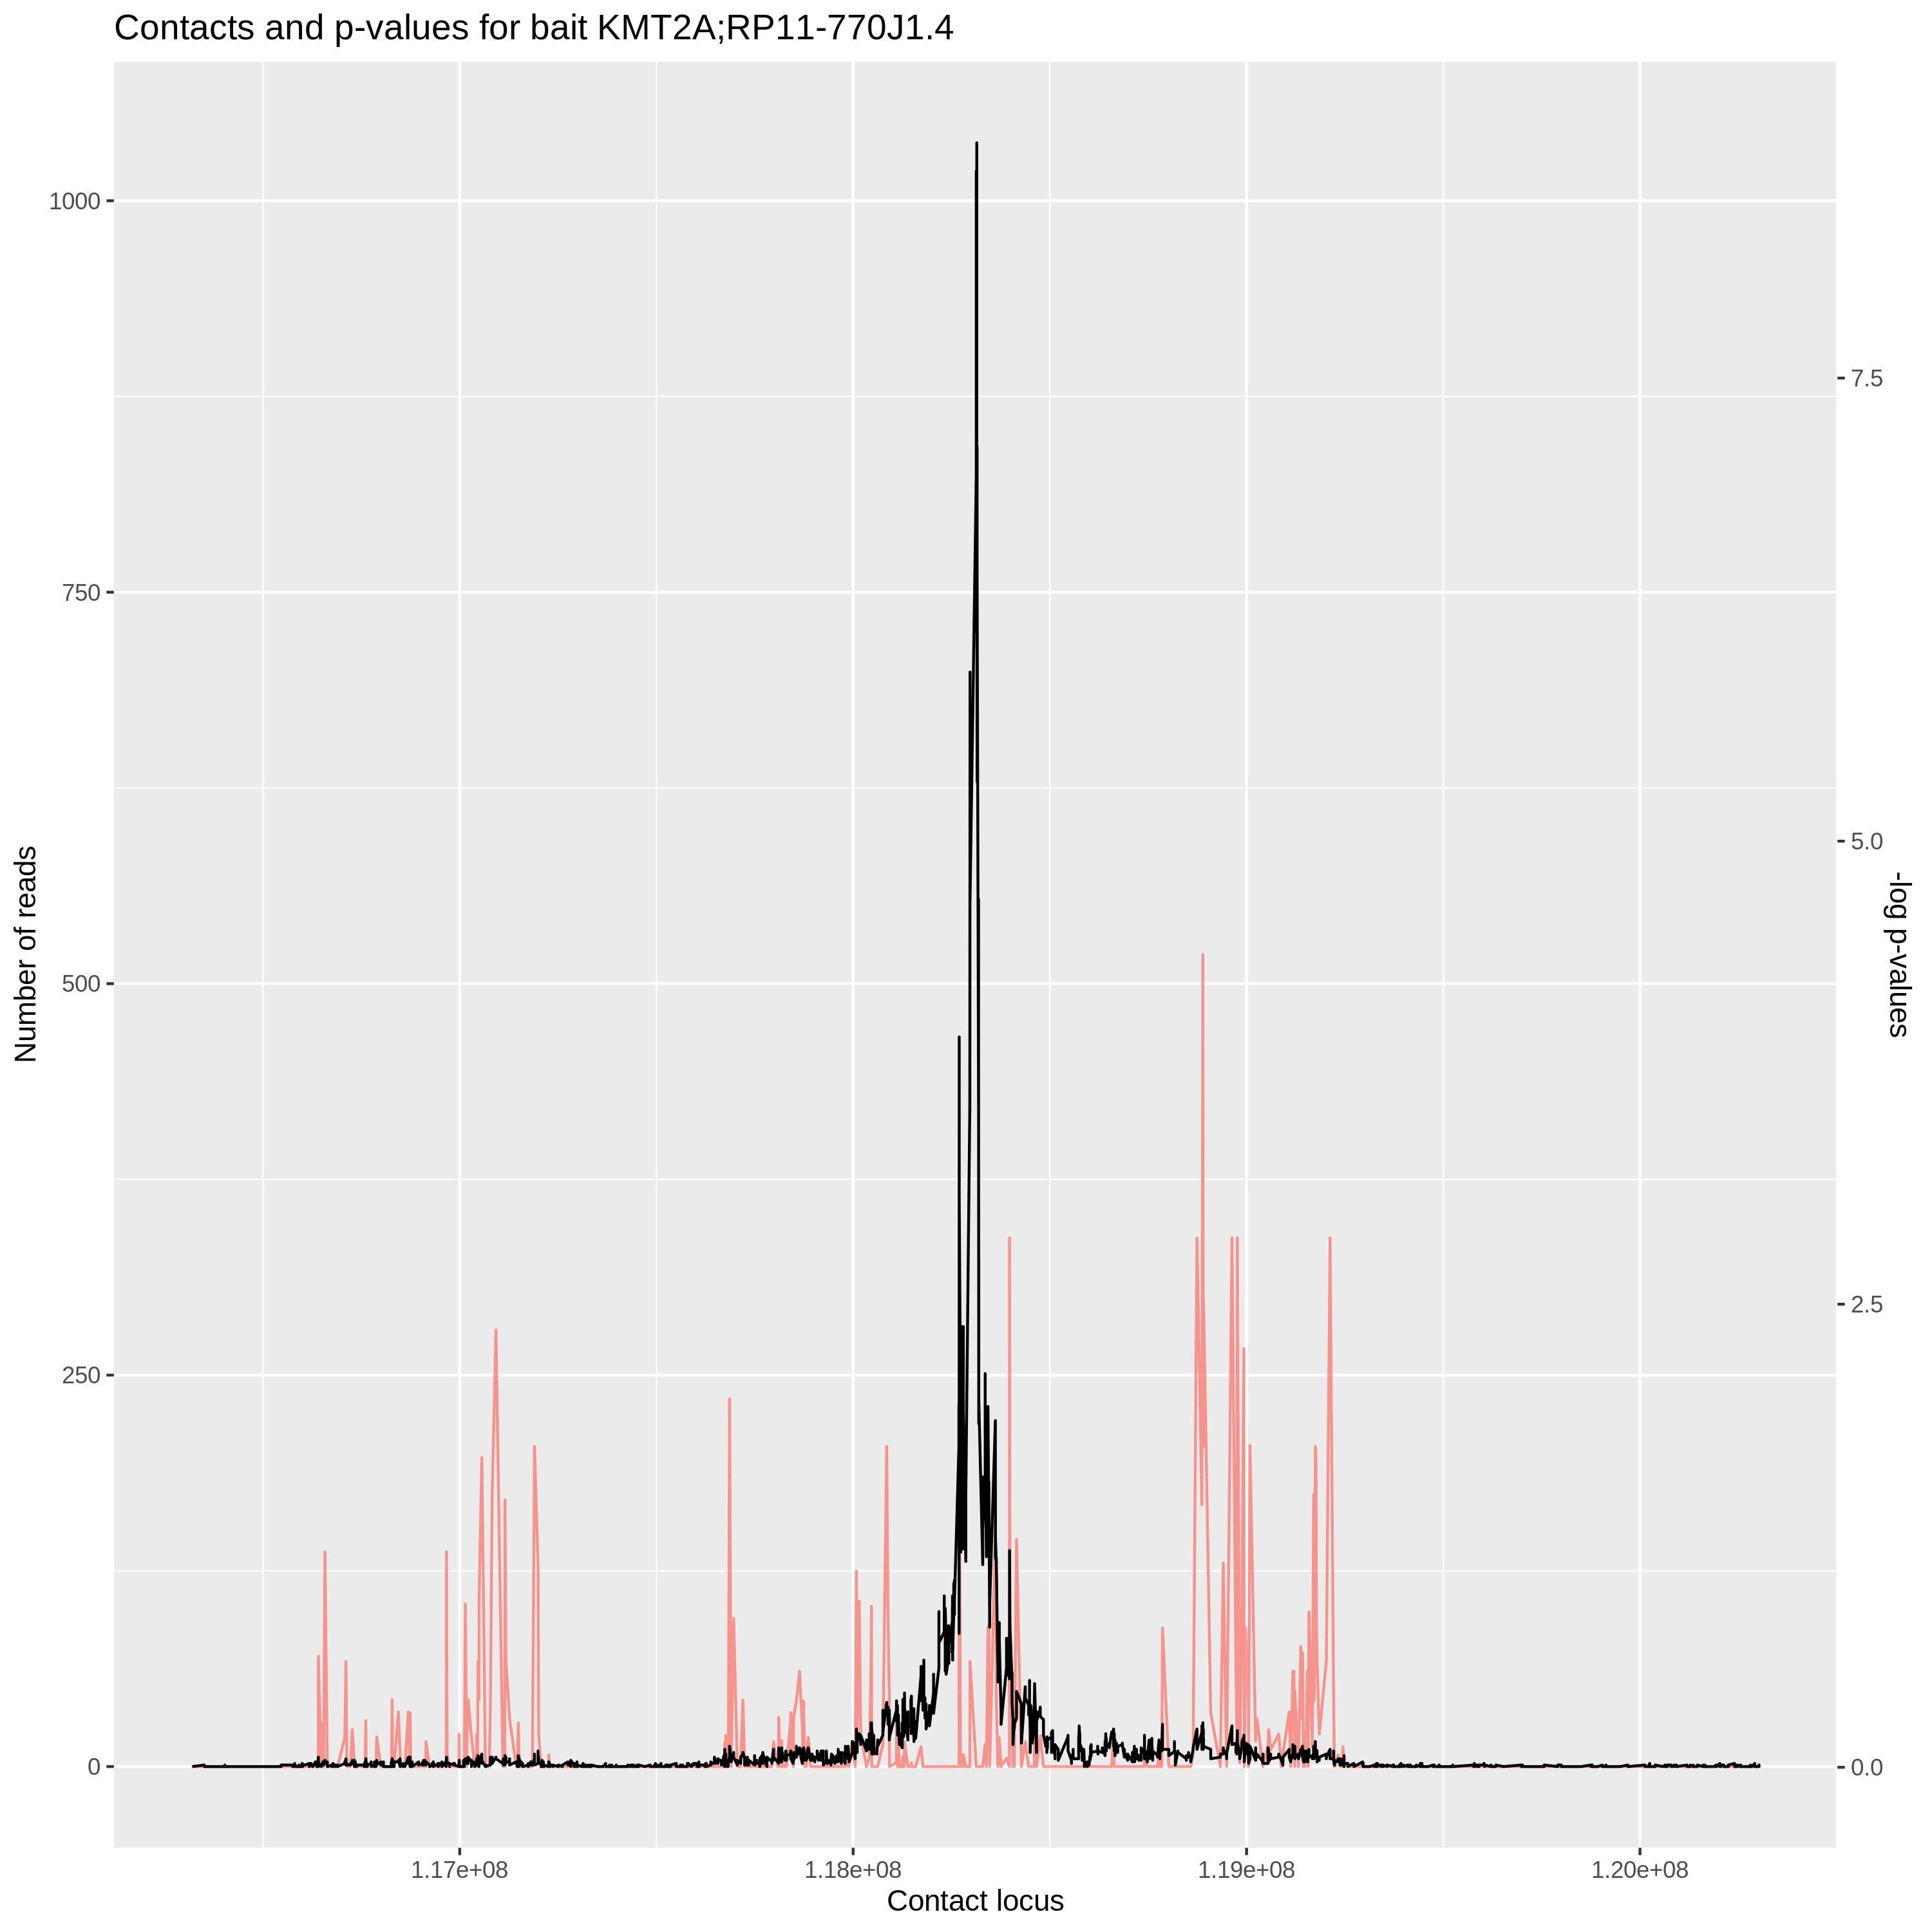 Contacts and p-values for bait KMT2A;RP11-770J1.4
1000
750
500
250
0
Number of reads
7.5
5.0
2.5
0.0
-log p-values
1.17e+08
1.18e+08
1.19e+08
1.20e+08
Contact locus